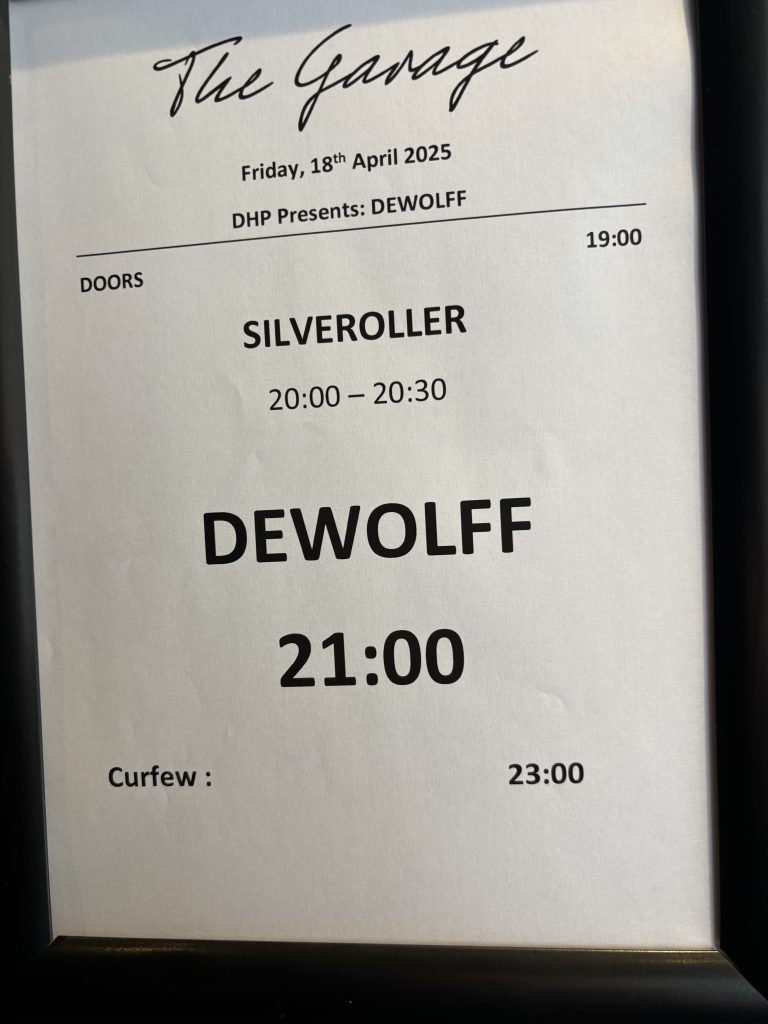 The Garage
Friday, 18th April 2025
DHP Presents: DEWOLFF
DOORS 19:00
SILVEROLLER
20:00 – 20:30
DEWOLFF
21:00
Curfew : 23:00